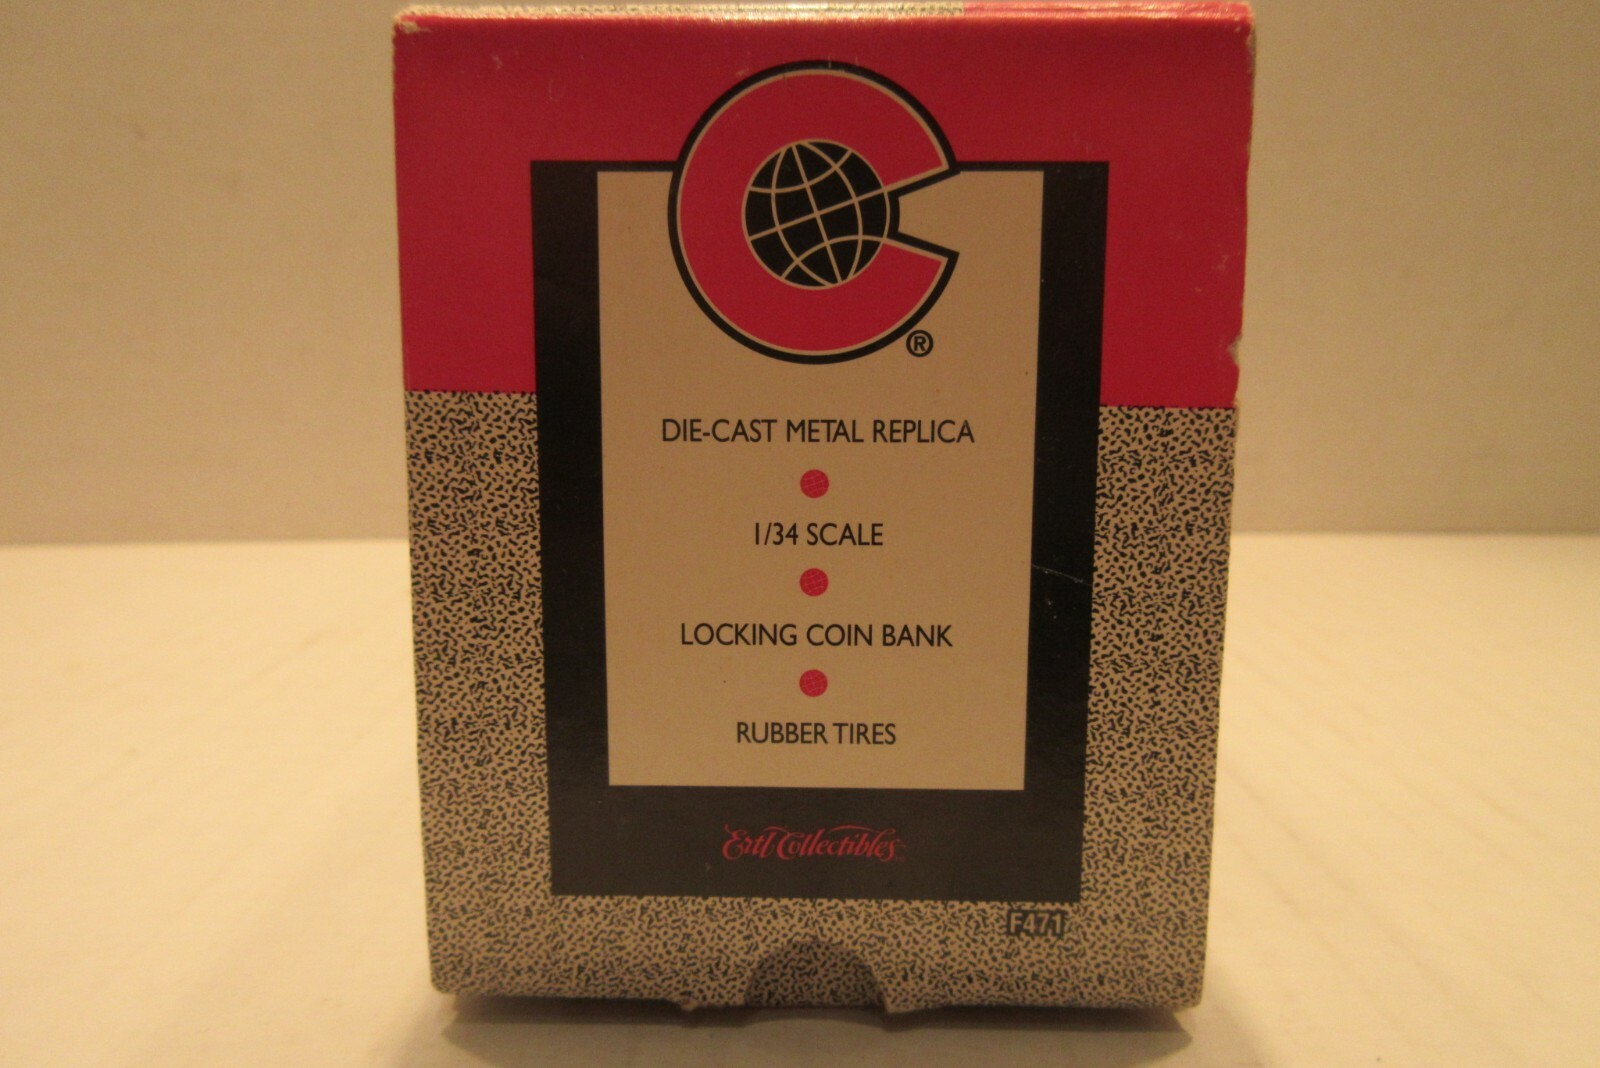 ®
DIE-CAST METAL REPLICA
1/34 SCALE
LOCKING COIN BANK
RUBBER TIRES
Ertl Collectibles
F471